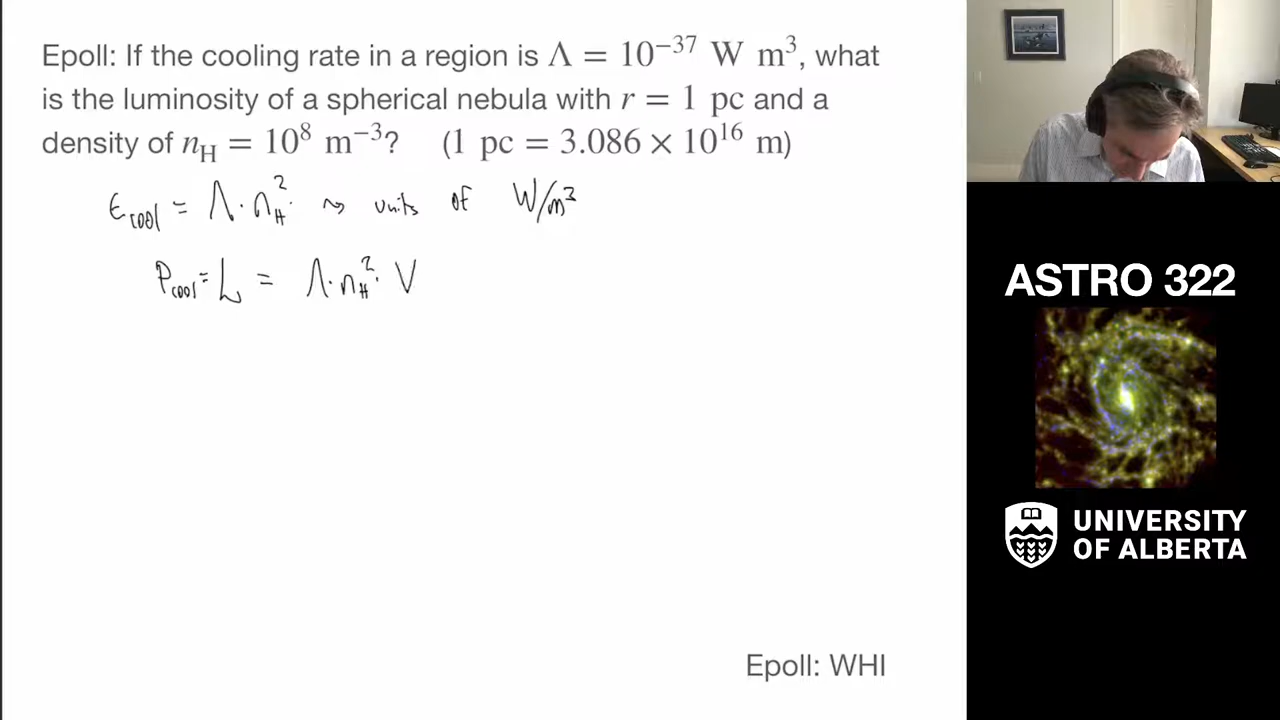 Epoll: If the cooling rate in a region is Λ = 10⁻³⁷ W m³, what
is the luminosity of a spherical nebula with r = 1 pc and a
density of n_H = 10⁸ m⁻³? (1 pc = 3.086 × 10¹⁶ m)
ϵ_cool = Λ · n_H² · ⇝ units of W/m³
P_cool = L = Λ · n_H² · V
Epoll: WHI
ASTRO 322
UNIVERSITY
OF ALBERTA